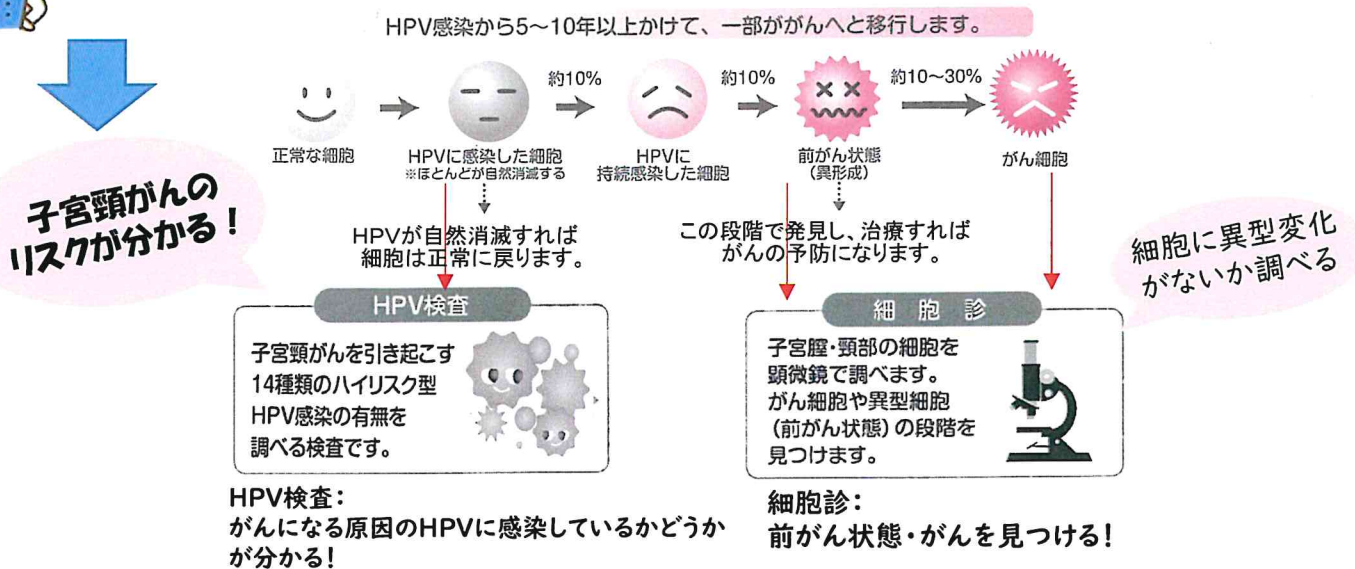 HPV感染から5～10年以上かけて、一部ががんへと移行します。
約10%
約10%
約10～30%
正常な細胞
HPVに感染した細胞
※ほとんどが自然消滅する
HPVに
持続感染した細胞
前がん状態
(異形成)
がん細胞
子宮頸がんの
リスクが分かる！
HPVが自然消滅すれば
細胞は正常に戻ります。
この段階で発見し、治療すれば
がんの予防になります。
細胞に異型変化
がないか調べる
HPV検査
子宮頸がんを引き起こす
14種類のハイリスク型
HPV感染の有無を
調べる検査です。
細胞診
子宮膣・頸部の細胞を
顕微鏡で調べます。
がん細胞や異型細胞
(前がん状態)の段階を
見つけます。
HPV検査：
がんになる原因のHPVに感染しているかどうか
が分かる！
細胞診：
前がん状態・がんを見つける！